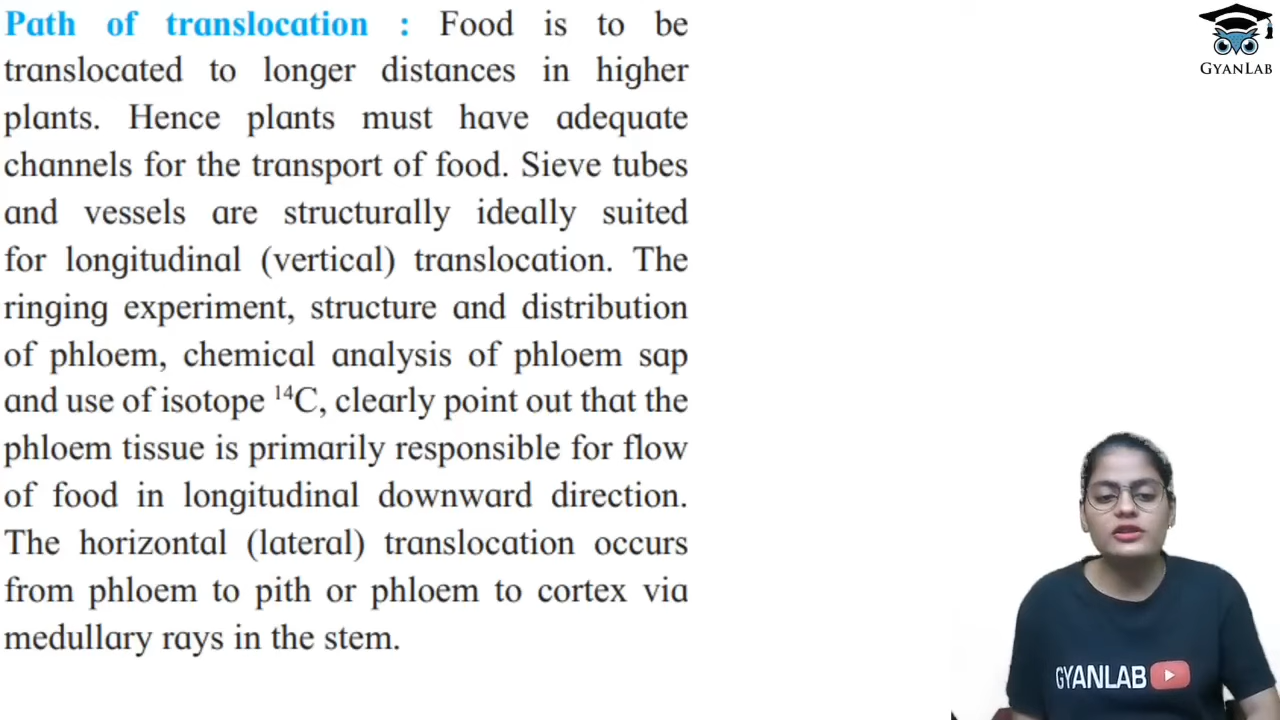 Path of translocation : Food is to be
translocated to longer distances in higher
plants. Hence plants must have adequate
channels for the transport of food. Sieve tubes
and vessels are structurally ideally suited
for longitudinal (vertical) translocation. The
ringing experiment, structure and distribution
of phloem, chemical analysis of phloem sap
and use of isotope ¹⁴C, clearly point out that the
phloem tissue is primarily responsible for flow
of food in longitudinal downward direction.
The horizontal (lateral) translocation occurs
from phloem to pith or phloem to cortex via
medullary rays in the stem.
GYANLAB
GYANLAB